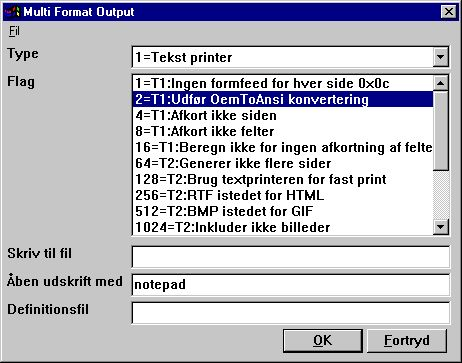 Multi Format Output
Fil
Type
1=Tekst printer
Flag
1=T1:Ingen formfeed for hver side 0x0c
2=T1:Udfør OemToAnsi konvertering
4=T1:Afkort ikke siden
8=T1:Afkort ikke felter
16=T1:Beregn ikke for ingen afkortning af felte
64=T2:Generer ikke flere sider
128=T2:Brug textprinteren for fast print
256=T2:RTF istedet for HTML
512=T2:BMP istedet for GIF
1024=T2:Inkluder ikke billeder
Skriv til fil
Åben udskrift med
notepad
Definitionsfil
OK
Fortryd